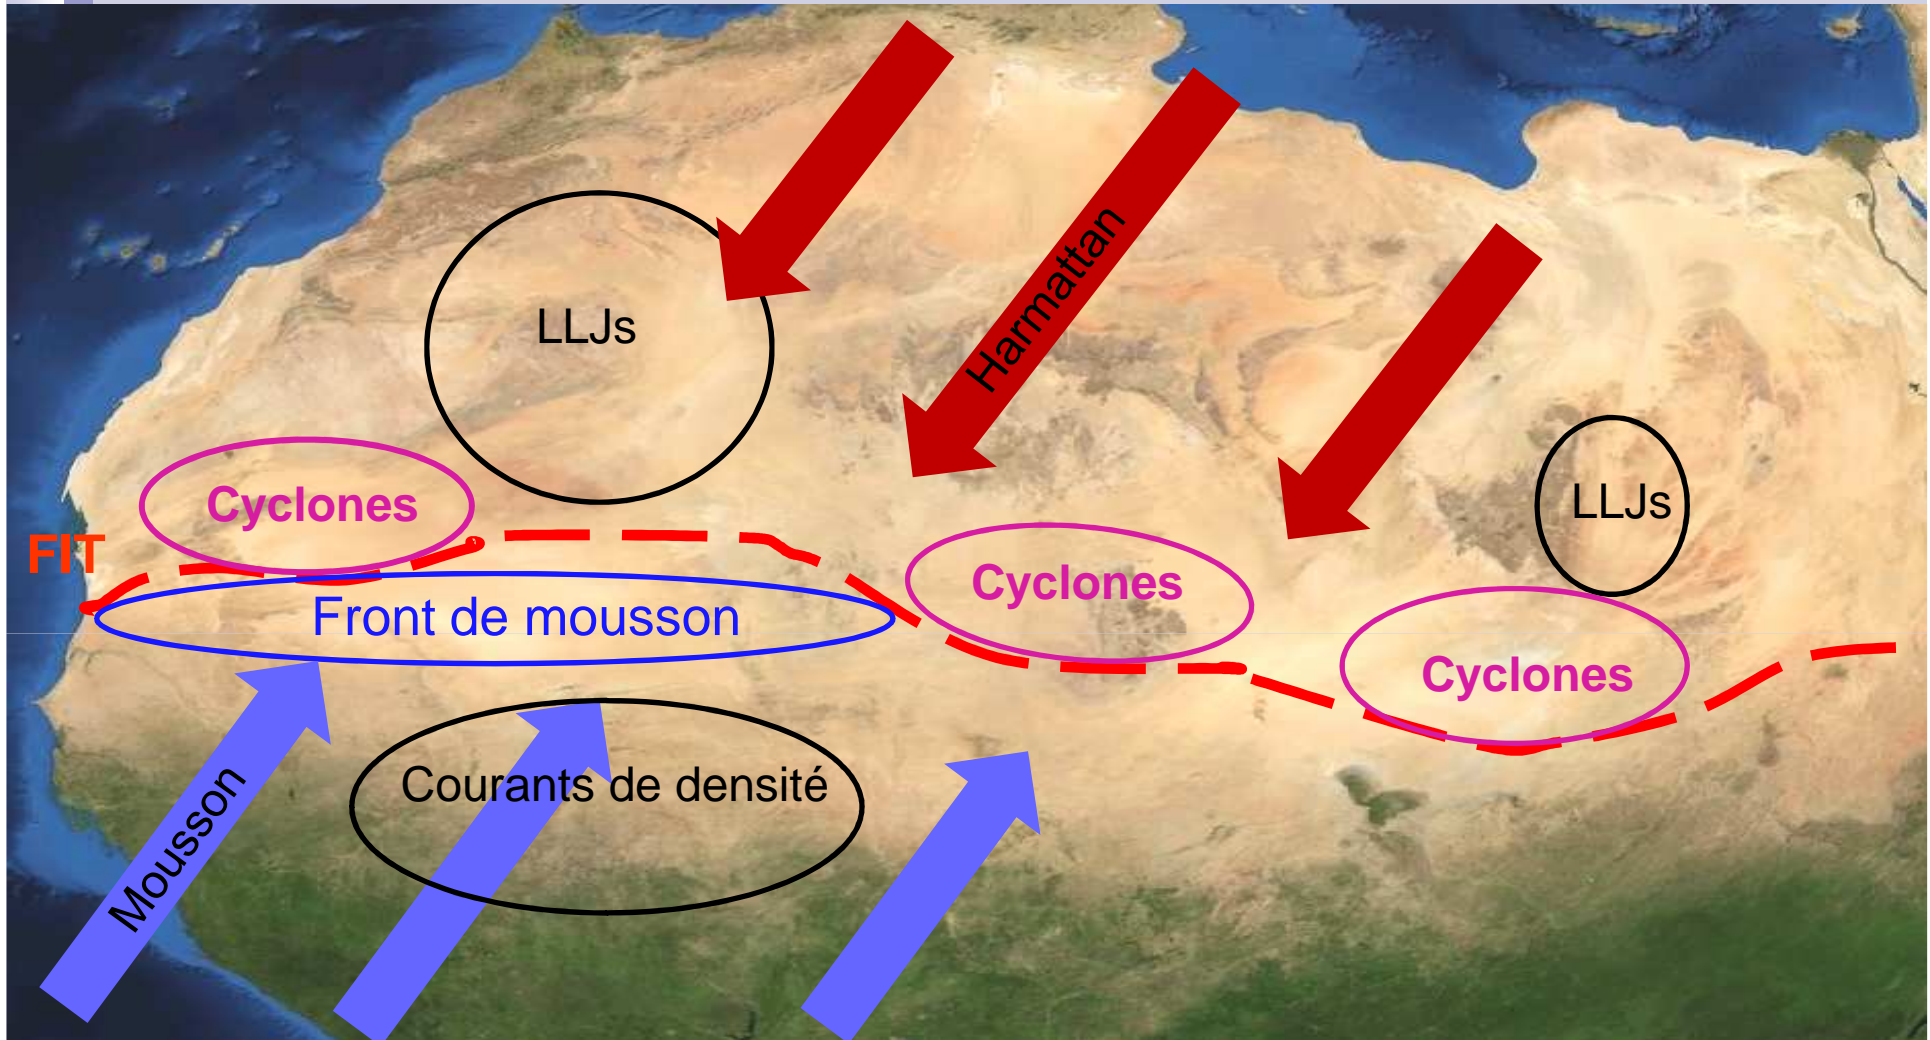 Harmattan
LLJs
LLJs
Cyclones
FIT
Cyclones
Front de mousson
Cyclones
Courants de densité
Mousson